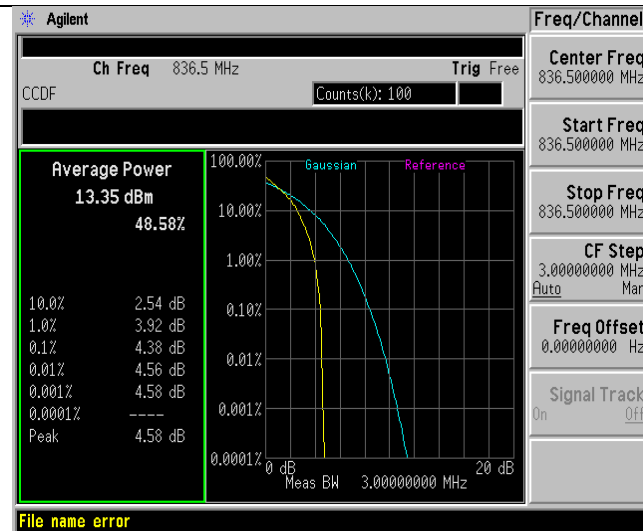 Agilent
Freq/Channel
Ch Freq 836.5 MHz
Trig Free
CCDF
Counts(k): 100
Average Power
13.35 dBm
48.58%
10.0% 2.54 dB
1.0% 3.92 dB
0.1% 4.38 dB
0.01% 4.56 dB
0.001% 4.58 dB
0.0001% ----
Peak 4.58 dB
Gaussian
Reference
100.00%
10.00%
1.00%
0.10%
0.01%
0.001%
0.0001%
0 dB
20 dB
Meas BW 3.00000000 MHz
Center Freq
836.500000 MHz
Start Freq
836.500000 MHz
Stop Freq
836.500000 MHz
CF Step
3.00000000 MHz
Auto Man
Freq Offset
0.00000000 Hz
Signal Track
On Off
File name error